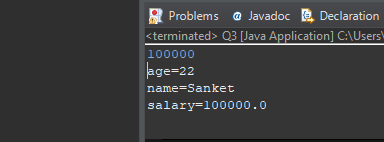 Problems @ Javadoc Declaration
<terminated> Q3 [Java Application] C:\Users\
100000
age=22
name=Sanket
salary=100000.0